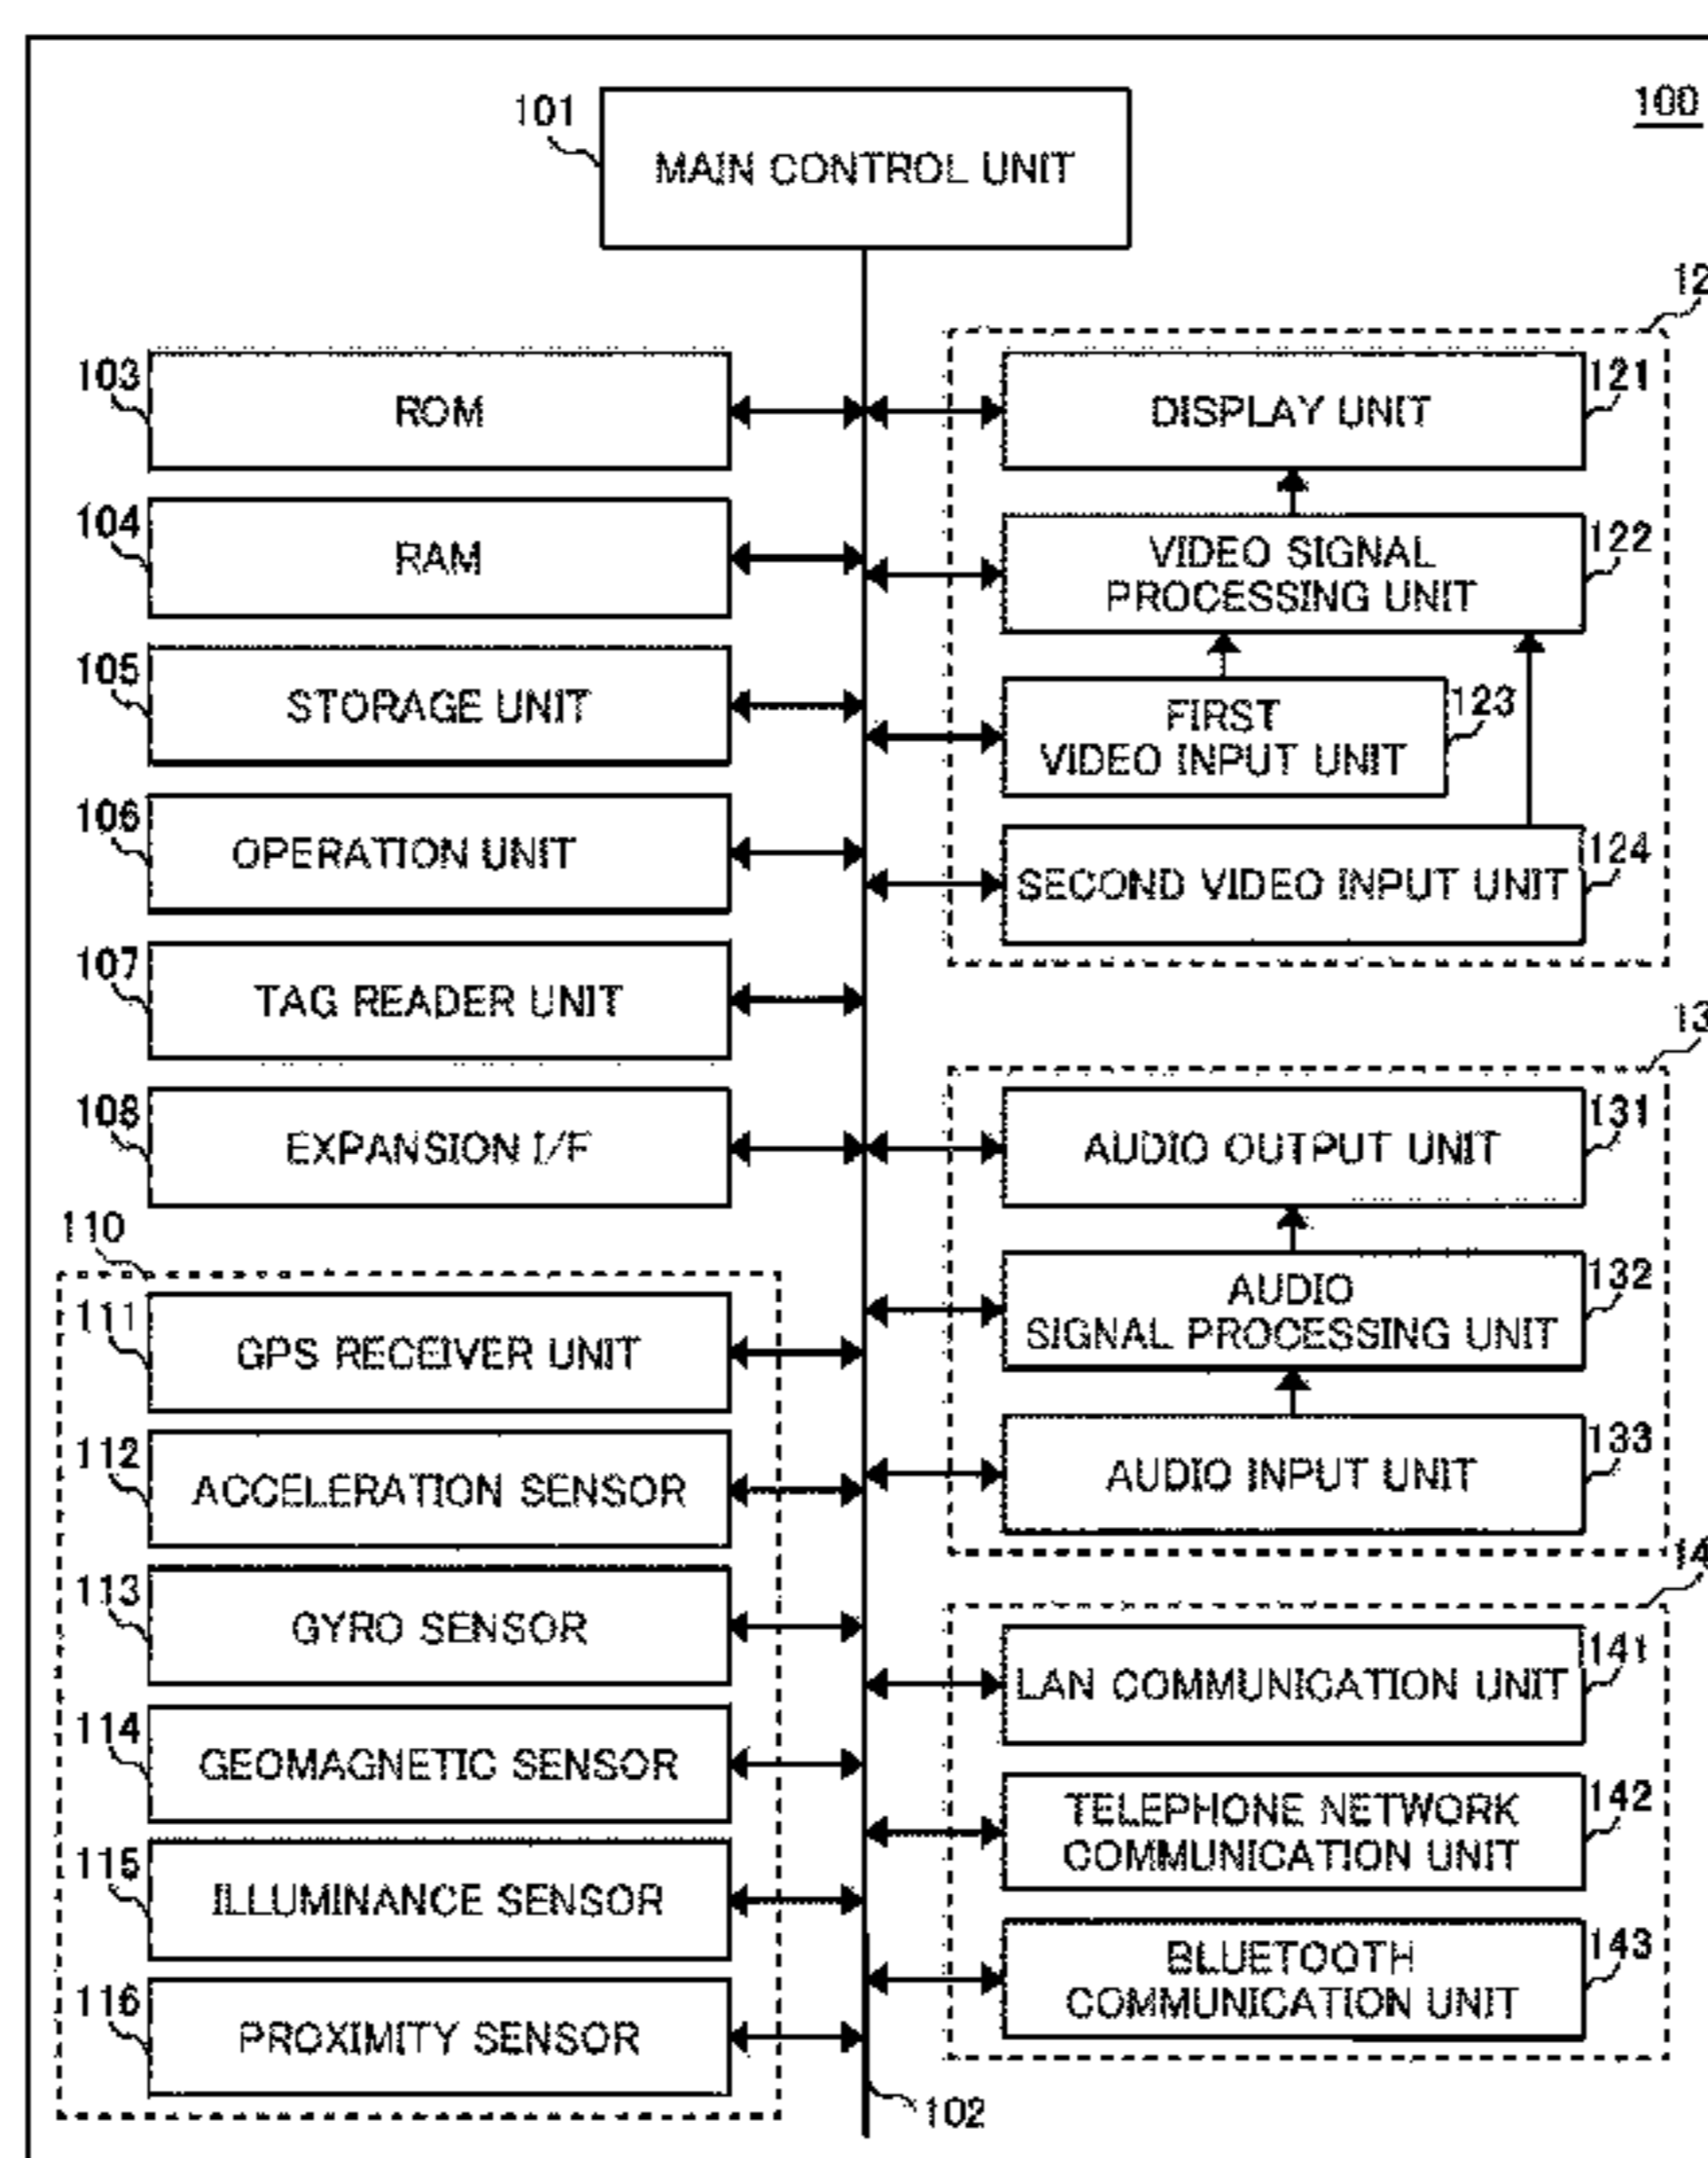 100
101
MAIN CONTROL UNIT
103
ROM
104
RAM
105
STORAGE UNIT
106
OPERATION UNIT
107
TAG READER UNIT
108
EXPANSION I/F
110
111
GPS RECEIVER UNIT
112
ACCELERATION SENSOR
113
GYRO SENSOR
114
GEOMAGNETIC SENSOR
115
ILLUMINANCE SENSOR
116
PROXIMITY SENSOR
102
12
121
DISPLAY UNIT
122
VIDEO SIGNAL
PROCESSING UNIT
123
FIRST
VIDEO INPUT UNIT
124
SECOND VIDEO INPUT UNIT
13
131
AUDIO OUTPUT UNIT
132
AUDIO
SIGNAL PROCESSING UNIT
133
AUDIO INPUT UNIT
14
141
LAN COMMUNICATION UNIT
142
TELEPHONE NETWORK
COMMUNICATION UNIT
143
BLUETOOTH
COMMUNICATION UNIT